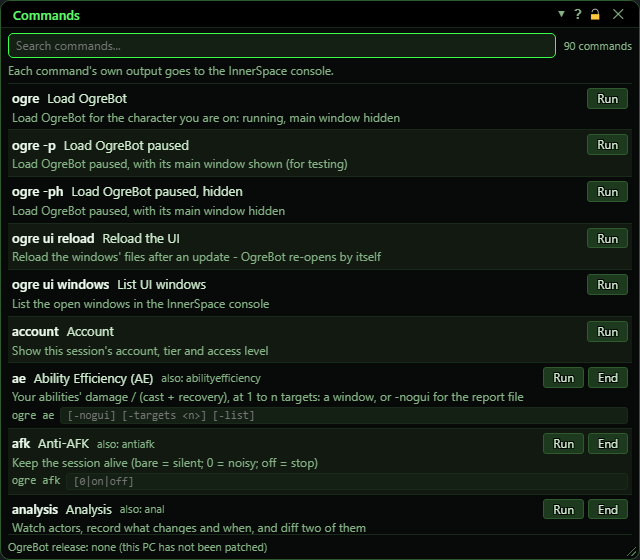 Commands
Search commands...
90 commands
Each command's own output goes to the InnerSpace console.
ogre Load OgreBot
Run
Load OgreBot for the character you are on: running, main window hidden
ogre -p Load OgreBot paused
Run
Load OgreBot paused, with its main window shown (for testing)
ogre -ph Load OgreBot paused, hidden
Run
Load OgreBot paused, with its main window hidden
ogre ui reload Reload the UI
Run
Reload the windows' files after an update - OgreBot re-opens by itself
ogre ui windows List UI windows
Run
List the open windows in the InnerSpace console
account Account
Run
Show this session's account, tier and access level
ae Ability Efficiency (AE) also: abilityefficiency
Run End
Your abilities' damage / (cast + recovery), at 1 to n targets: a window, or -nogui for the report file
ogre ae [-nogui] [-targets <n>] [-list]
afk Anti-AFK also: antiafk
Run End
Keep the session alive (bare = silent; 0 = noisy; off = stop)
ogre afk [0|on|off]
analysis Analysis also: anal
Run End
Watch actors, record what changes and when, and diff two of them
OgreBot release: none (this PC has not been patched)